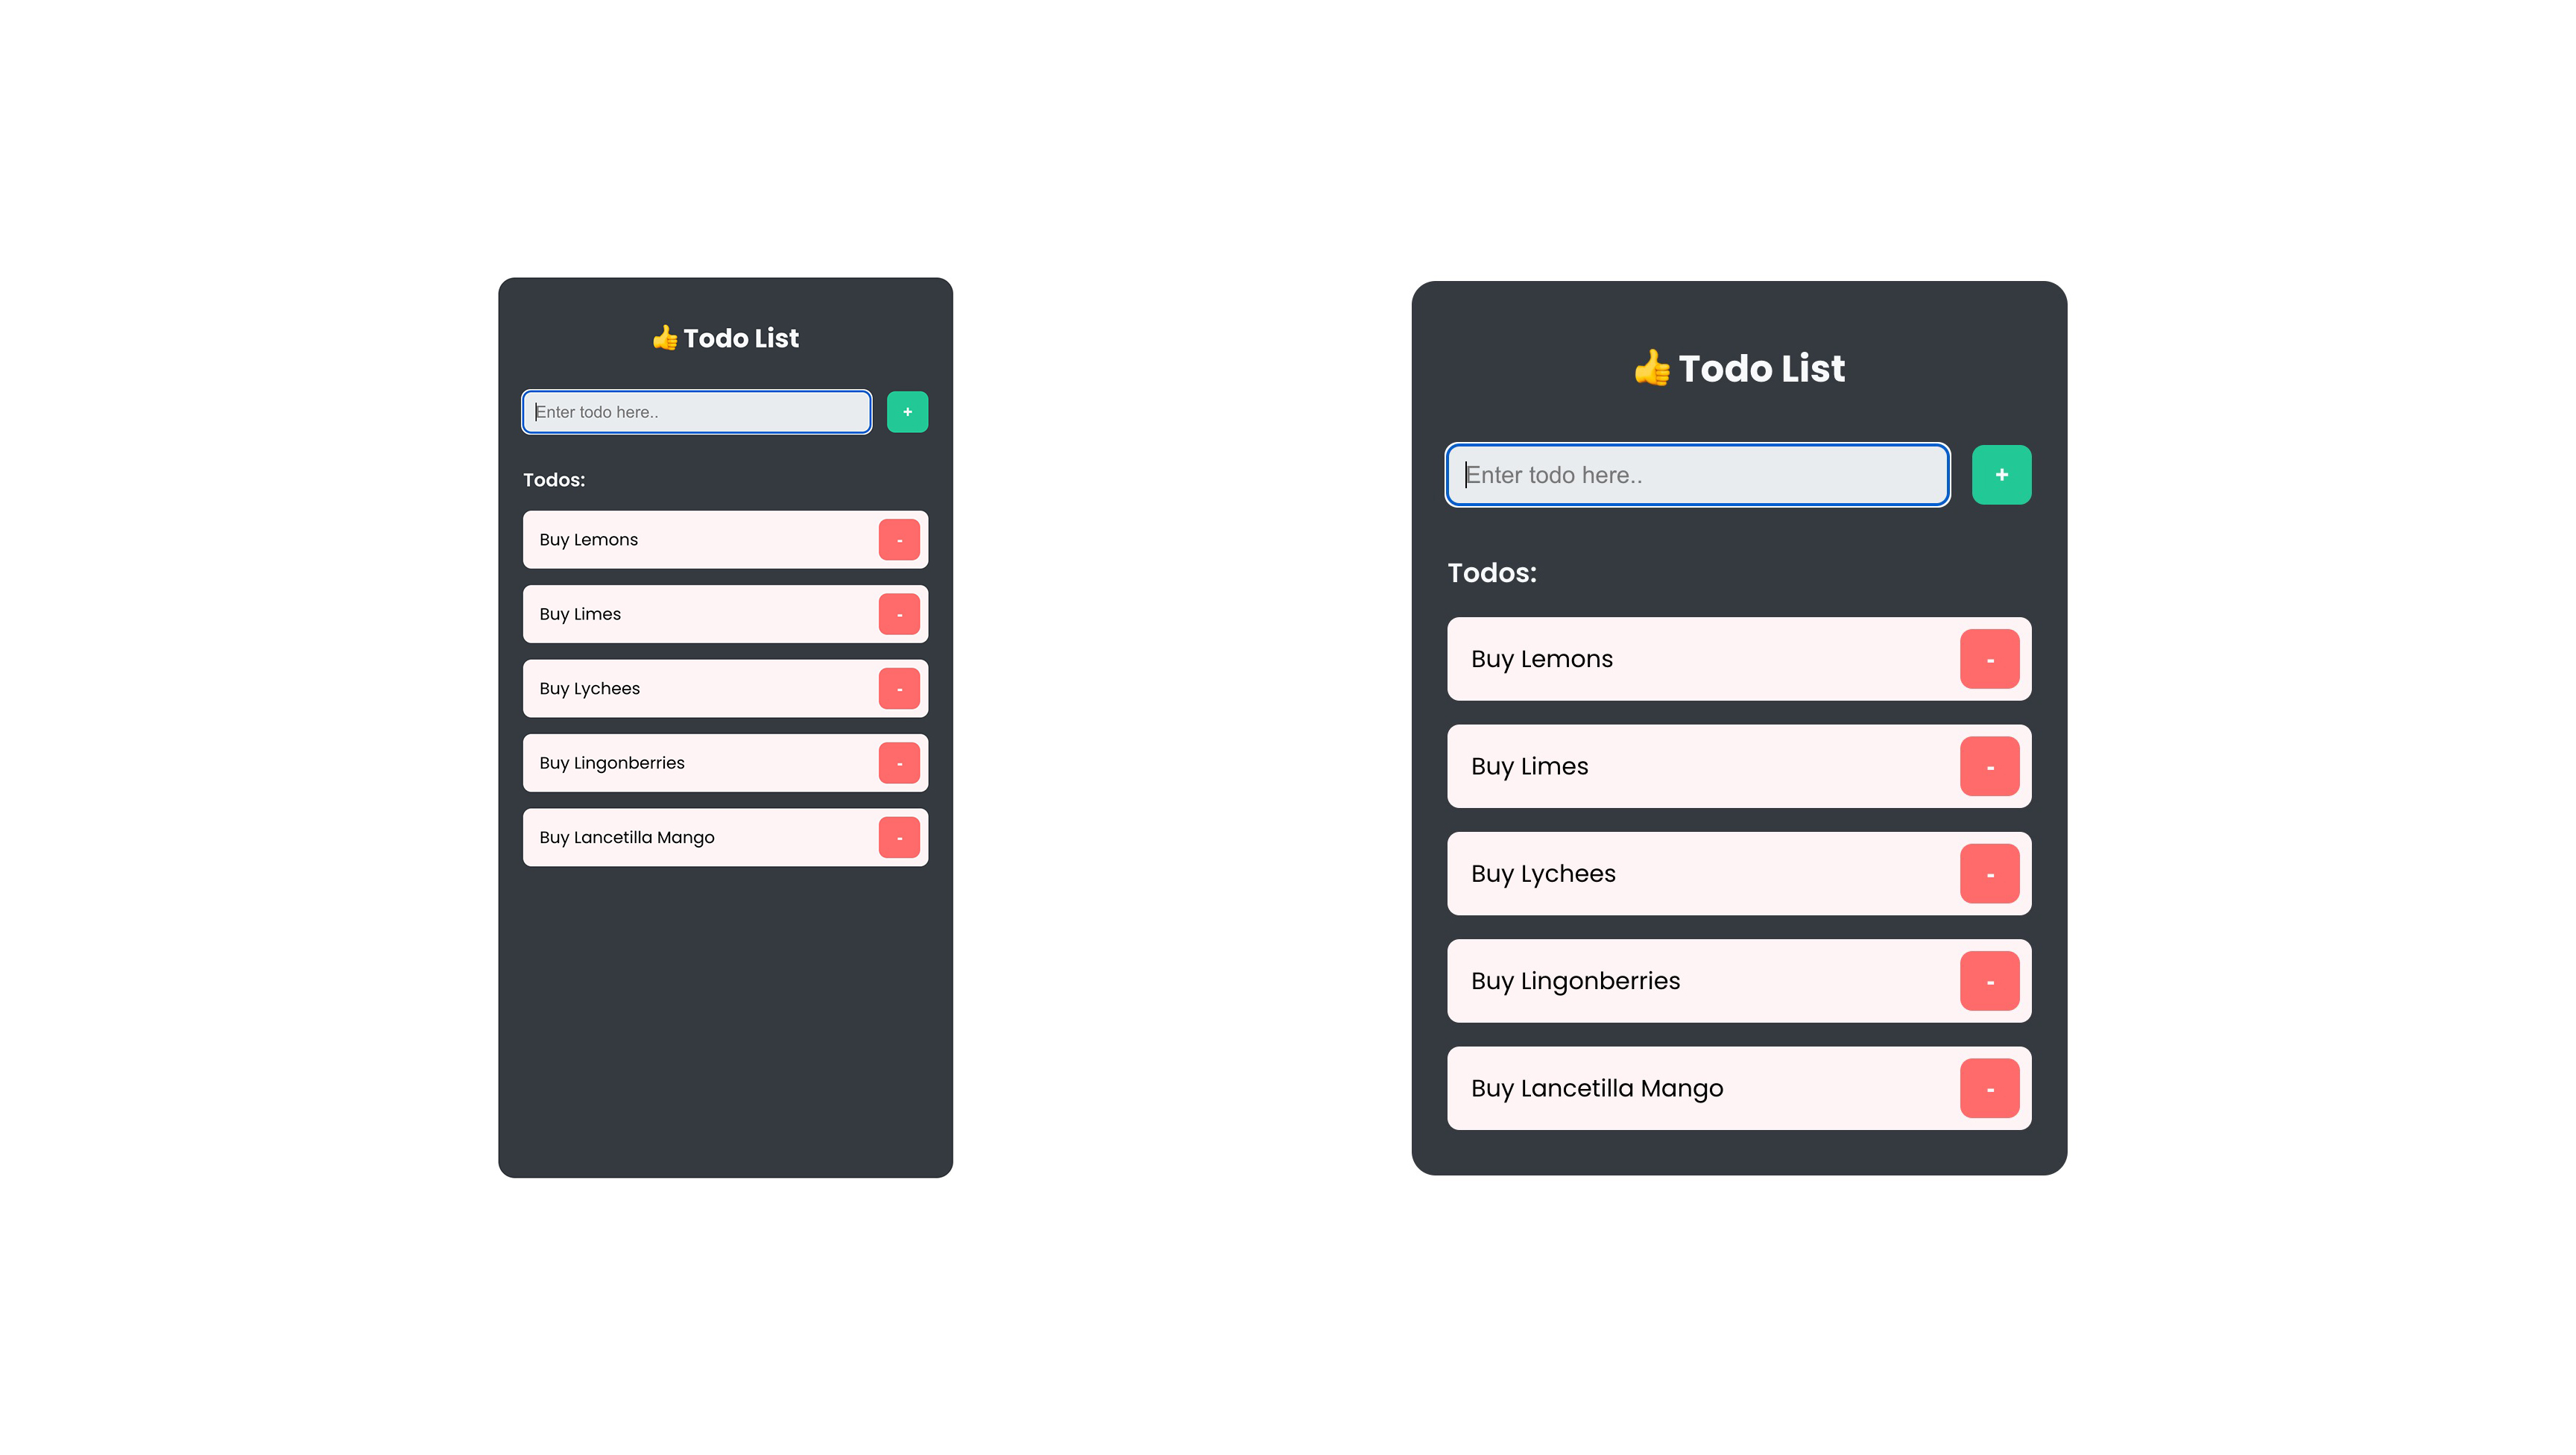 👍 Todo List
Enter todo here..
+
Todos:
Buy Lemons
-
Buy Limes
-
Buy Lychees
-
Buy Lingonberries
-
Buy Lancetilla Mango
-
👍 Todo List
Enter todo here..
+
Todos:
Buy Lemons
-
Buy Limes
-
Buy Lychees
-
Buy Lingonberries
-
Buy Lancetilla Mango
-